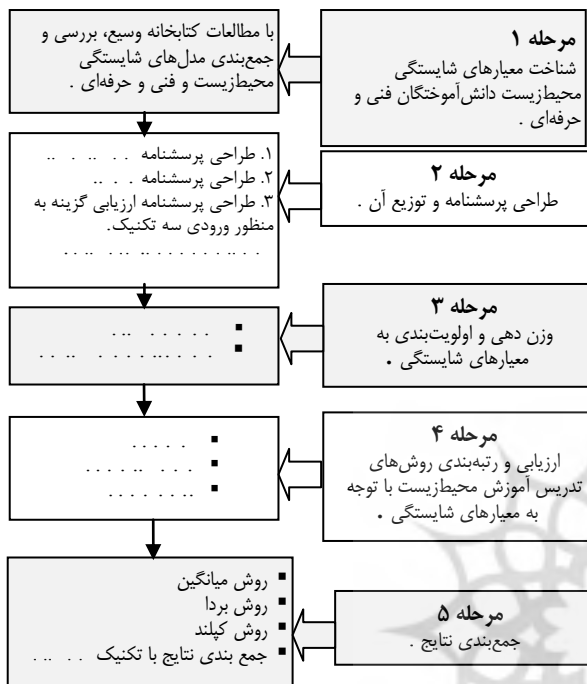 مرحله ۱
شناخت معیارهای شایستگی
محیط‌زیست دانش‌آموختگان فنی و
حرفه‌ای .
با مطالعات کتابخانه وسیع، بررسی و
جمع‌بندی مدل‌های شایستگی
محیط‌زیست و فنی و حرفه‌ای .
مرحله ۲
طراحی پرسشنامه و توزیع آن .
۱. طراحی پرسشنامه
۲. طراحی پرسشنامه
۳. طراحی پرسشنامه ارزیابی گزینه به
منظور ورودی سه تکنیک.
مرحله ۳
وزن دهی و اولویت‌بندی به
معیارهای شایستگی .
مرحله ۴
ارزیابی و رتبه‌بندی روش‌های
تدریس آموزش محیط‌زیست با توجه
به معیارهای شایستگی .
مرحله ۵
جمع‌بندی نتایج .
▪ روش میانگین
▪ روش بردا
▪ روش کپلند
▪ جمع بندی نتایج با تکنیک